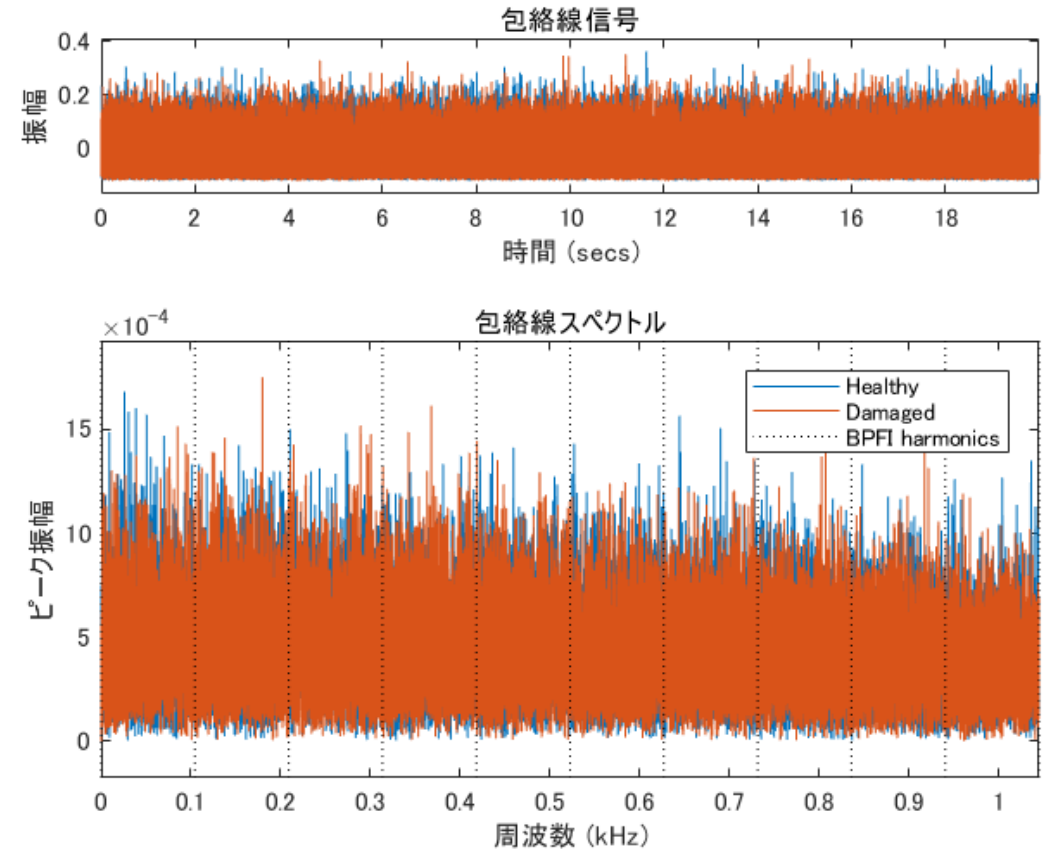 包絡線信号
0.4
0.2
0
振幅
0 2 4 6 8 10 12 14 16 18
時間 (secs)
×10⁻⁴
包絡線スペクトル
Healthy
Damaged
BPFI harmonics
15
10
5
0
ピーク振幅
0 0.1 0.2 0.3 0.4 0.5 0.6 0.7 0.8 0.9 1
周波数 (kHz)